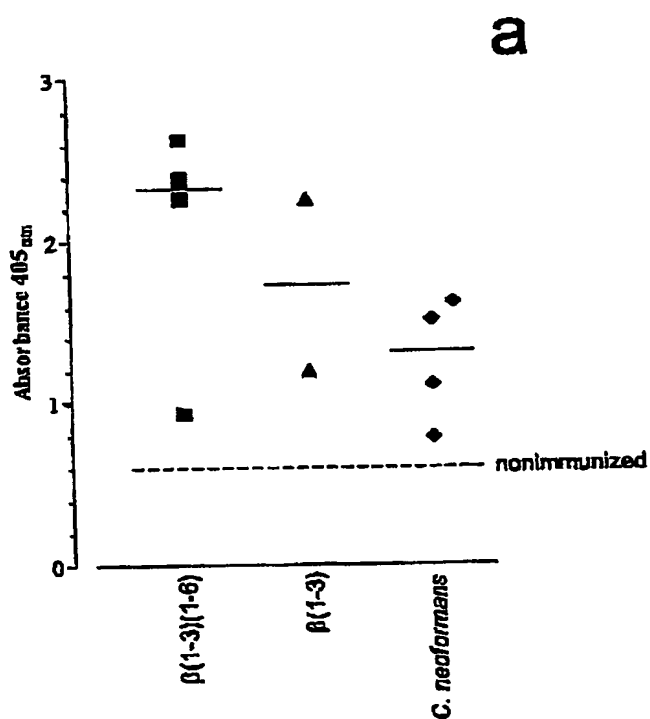 a
3
2
1
0
Absorbance 405nm
nonimmunized
β(1-3)(1-6)
β(1-3)
C. neoformans